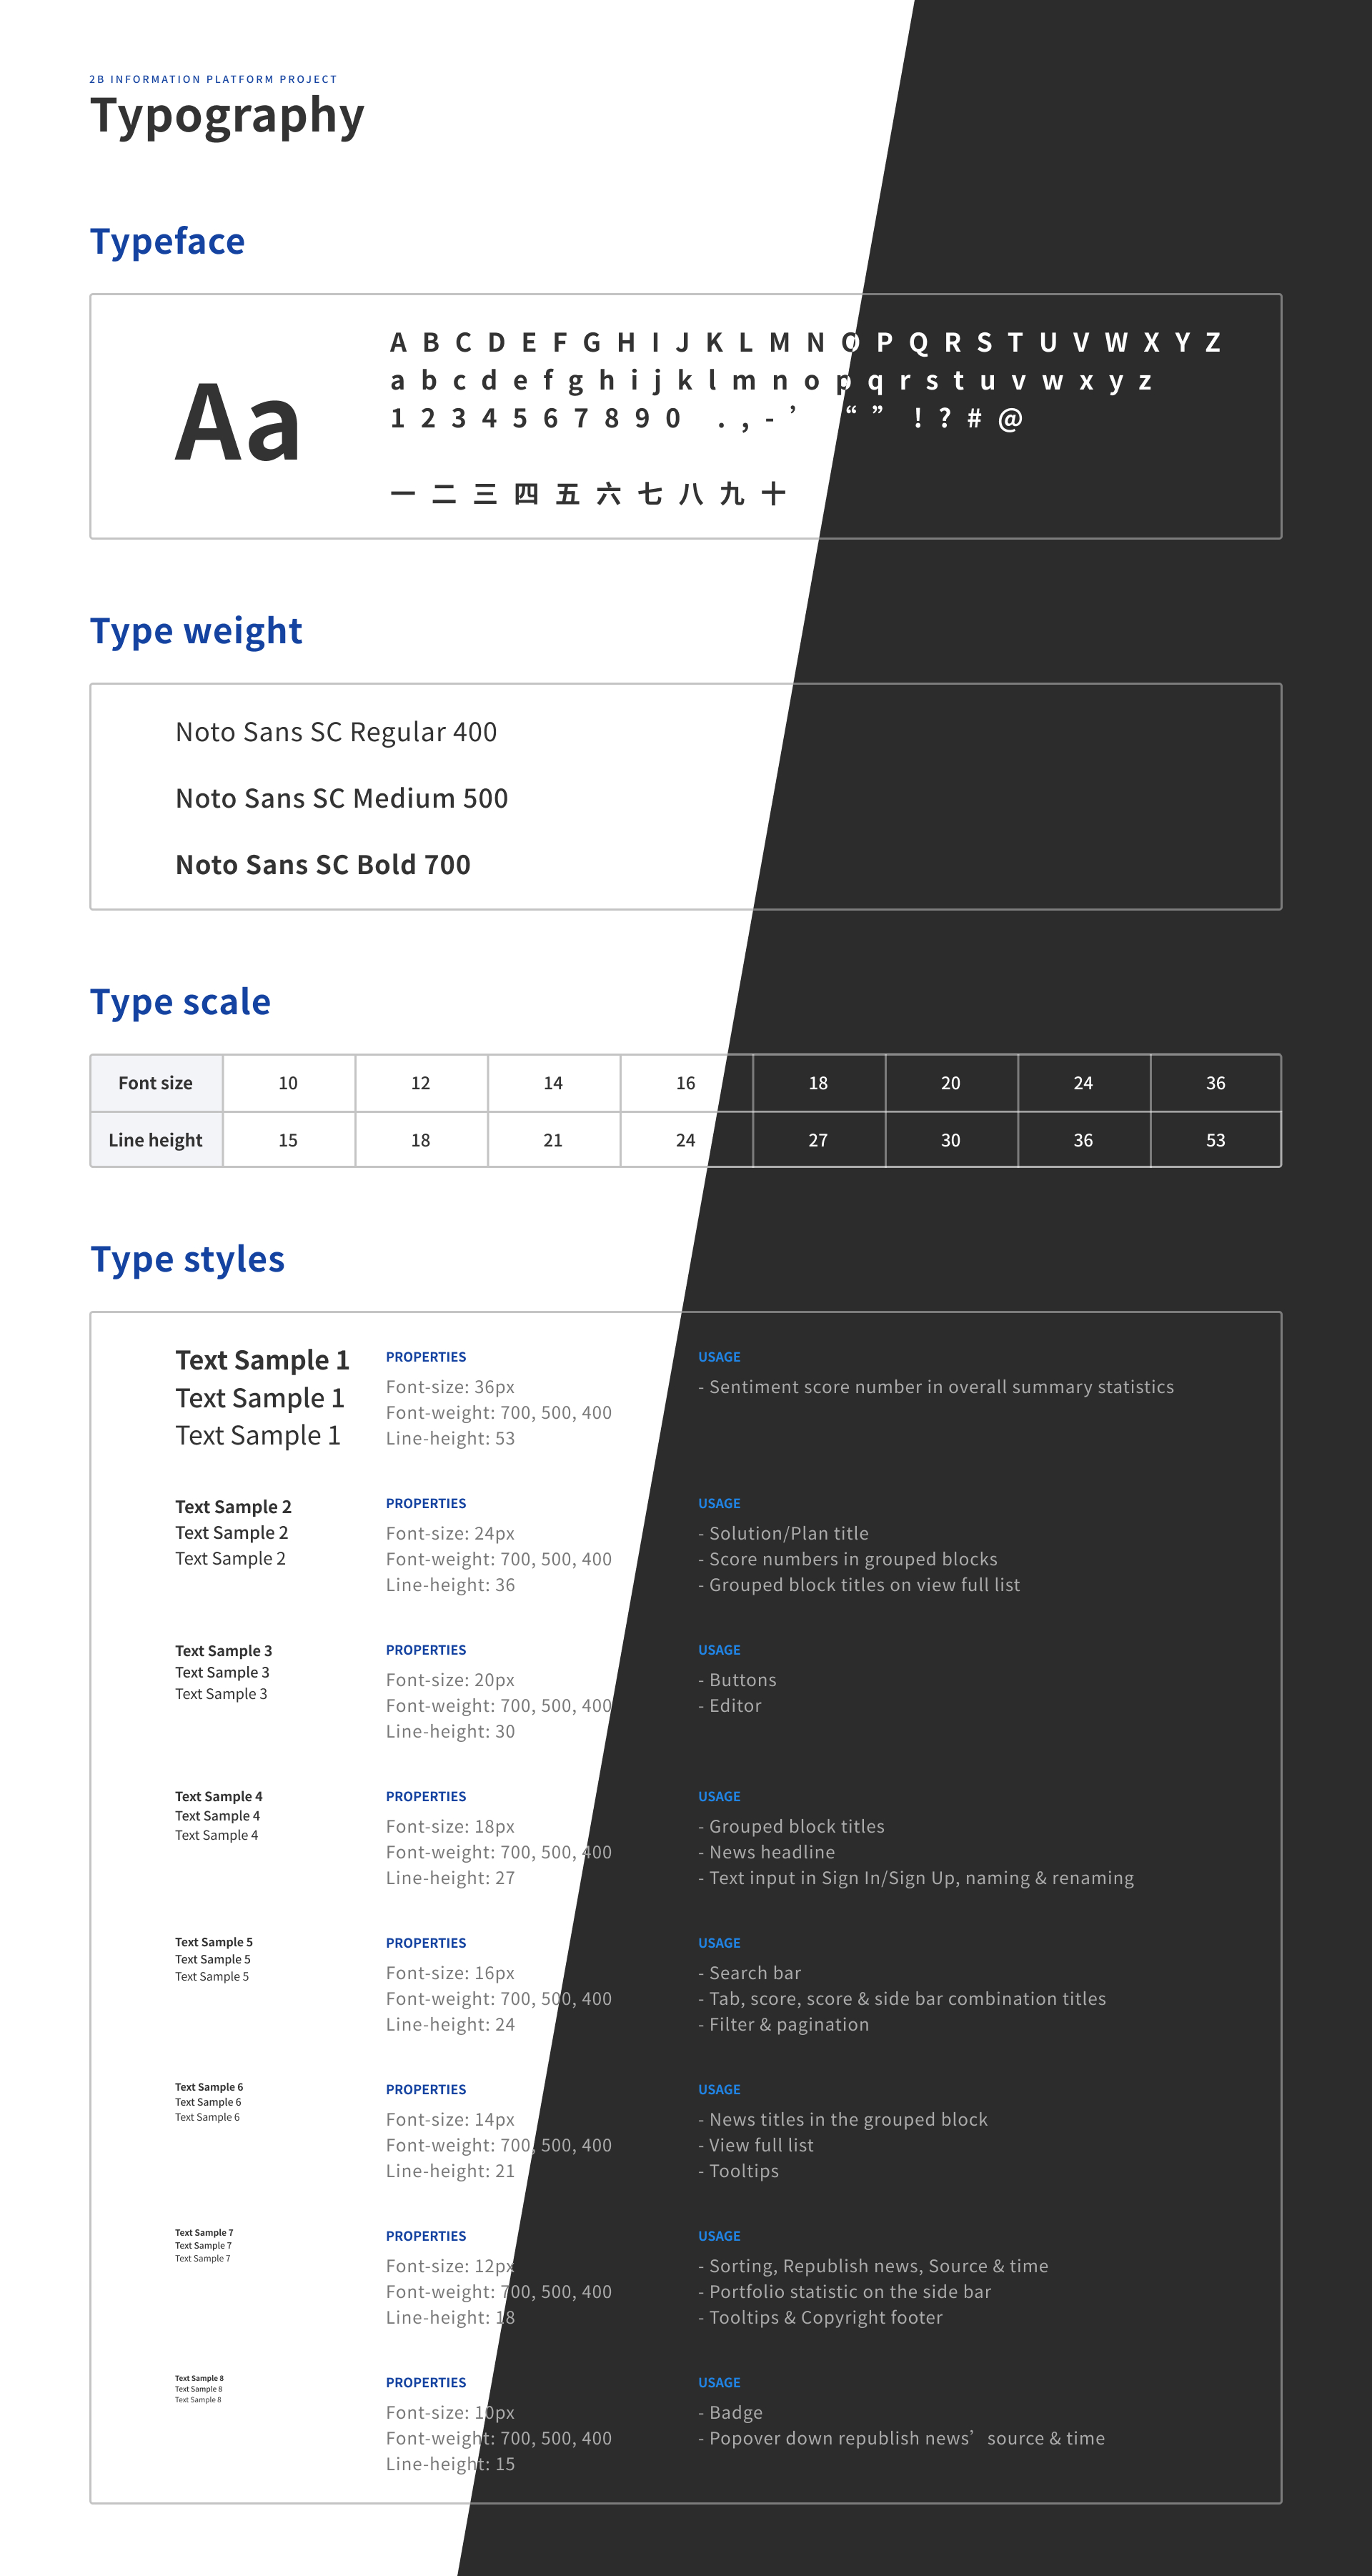 2B INFORMATION PLATFORM PROJECT
Typography
Typeface
Aa
A B C D E F G H I J K L M N O P Q R S T U V W X Y Z
a b c d e f g h i j k l m n o p q r s t u v w x y z
1 2 3 4 5 6 7 8 9 0 . , - ’ “ ” ! ? # @
一 二 三 四 五 六 七 八 九 十
Type weight
Noto Sans SC Regular 400
Noto Sans SC Medium 500
Noto Sans SC Bold 700
Type scale
Font size 10 12 14 16 18 20 24 36
Line height 15 18 21 24 27 30 36 53
Type styles
Text Sample 1
Text Sample 1
Text Sample 1
PROPERTIES
Font-size: 36px
Font-weight: 700, 500, 400
Line-height: 53
USAGE
- Sentiment score number in overall summary statistics
Text Sample 2
Text Sample 2
Text Sample 2
PROPERTIES
Font-size: 24px
Font-weight: 700, 500, 400
Line-height: 36
USAGE
- Solution/Plan title
- Score numbers in grouped blocks
- Grouped block titles on view full list
Text Sample 3
Text Sample 3
Text Sample 3
PROPERTIES
Font-size: 20px
Font-weight: 700, 500, 400
Line-height: 30
USAGE
- Buttons
- Editor
Text Sample 4
Text Sample 4
Text Sample 4
PROPERTIES
Font-size: 18px
Font-weight: 700, 500, 400
Line-height: 27
USAGE
- Grouped block titles
- News headline
- Text input in Sign In/Sign Up, naming & renaming
Text Sample 5
Text Sample 5
Text Sample 5
PROPERTIES
Font-size: 16px
Font-weight: 700, 500, 400
Line-height: 24
USAGE
- Search bar
- Tab, score, score & side bar combination titles
- Filter & pagination
Text Sample 6
Text Sample 6
Text Sample 6
PROPERTIES
Font-size: 14px
Font-weight: 700, 500, 400
Line-height: 21
USAGE
- News titles in the grouped block
- View full list
- Tooltips
Text Sample 7
Text Sample 7
Text Sample 7
PROPERTIES
Font-size: 12px
Font-weight: 700, 500, 400
Line-height: 18
USAGE
- Sorting, Republish news, Source & time
- Portfolio statistic on the side bar
- Tooltips & Copyright footer
Text Sample 8
Text Sample 8
Text Sample 8
PROPERTIES
Font-size: 10px
Font-weight: 700, 500, 400
Line-height: 15
USAGE
- Badge
- Popover down republish news’ source & time